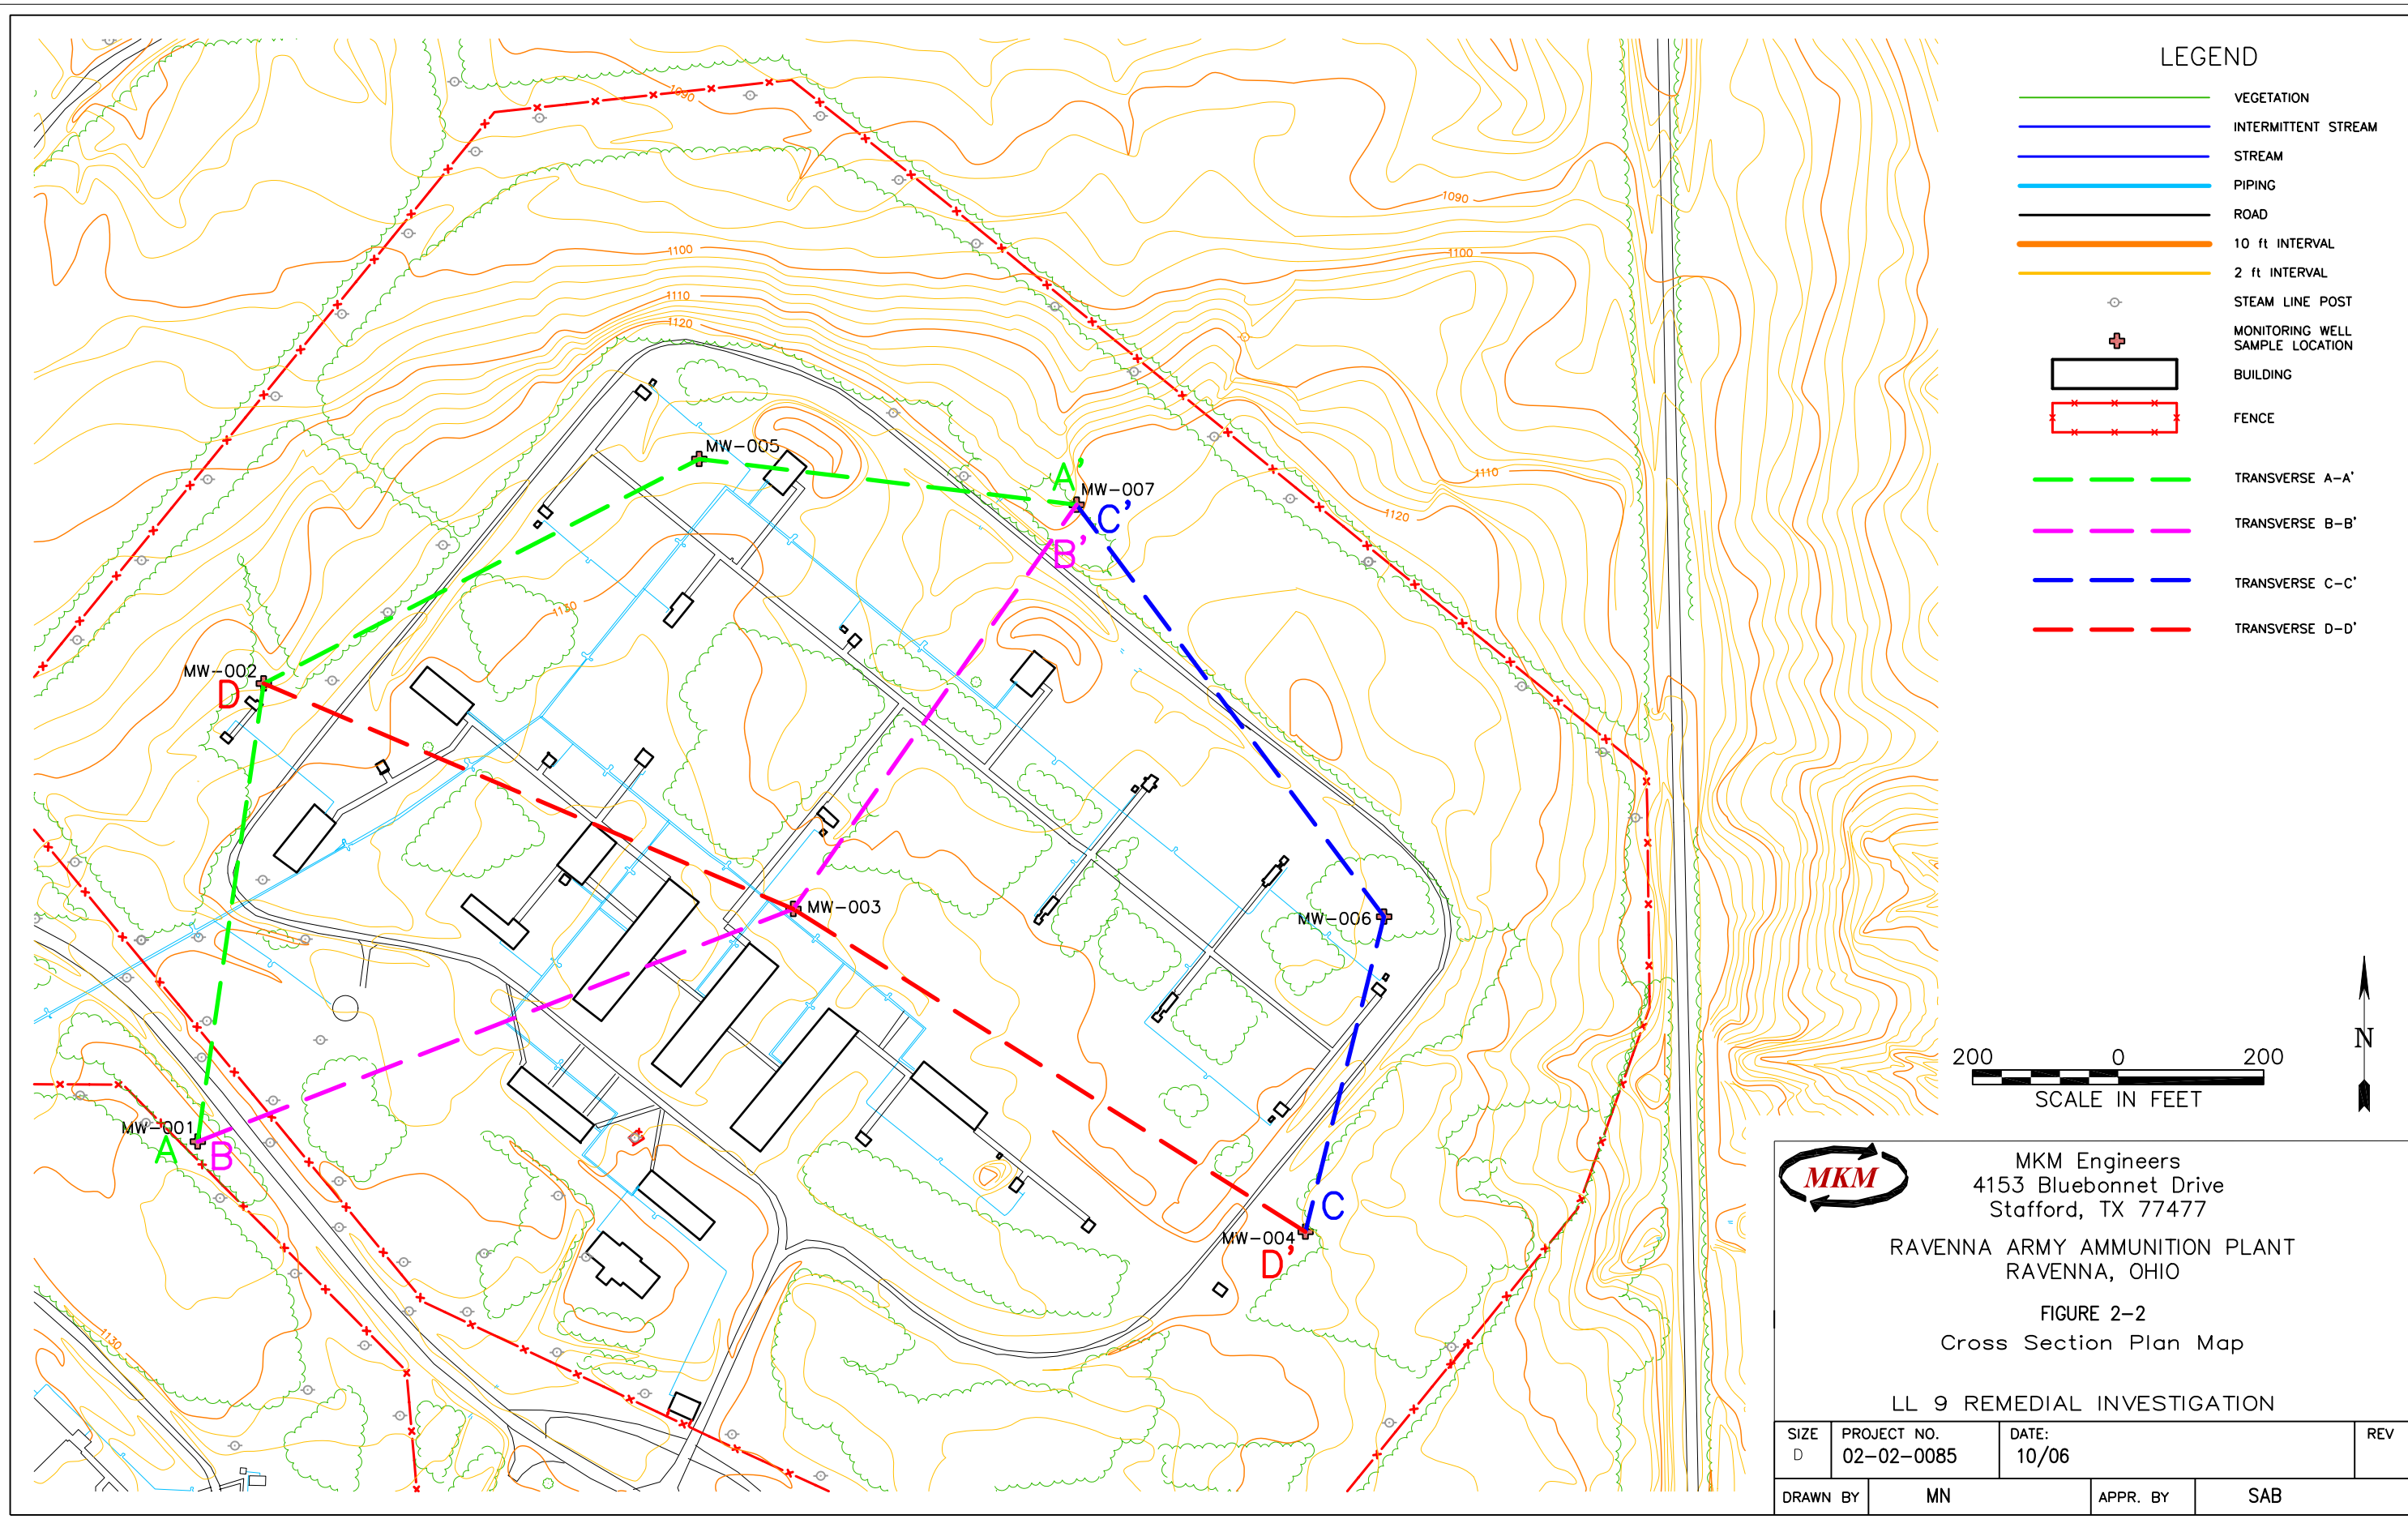 1090
1090
1100
1100
1110
1120
1110
1120
1130
1130
MW-005
A'
MW-007
C'
B'
MW-002
D
MW-003
MW-006
MW-001
A
B
C
MW-004
D'
LEGEND
VEGETATION
INTERMITTENT STREAM
STREAM
PIPING
ROAD
10 ft INTERVAL
2 ft INTERVAL
STEAM LINE POST
MONITORING WELL
SAMPLE LOCATION
BUILDING
FENCE
TRANSVERSE A-A'
TRANSVERSE B-B'
TRANSVERSE C-C'
TRANSVERSE D-D'
200 0 200
SCALE IN FEET
N
MKM
MKM Engineers
4153 Bluebonnet Drive
Stafford, TX 77477
RAVENNA ARMY AMMUNITION PLANT
RAVENNA, OHIO
FIGURE 2-2
Cross Section Plan Map
LL 9 REMEDIAL INVESTIGATION
SIZE
D
PROJECT NO.
02-02-0085
DATE:
10/06
REV
DRAWN BY MN APPR. BY SAB